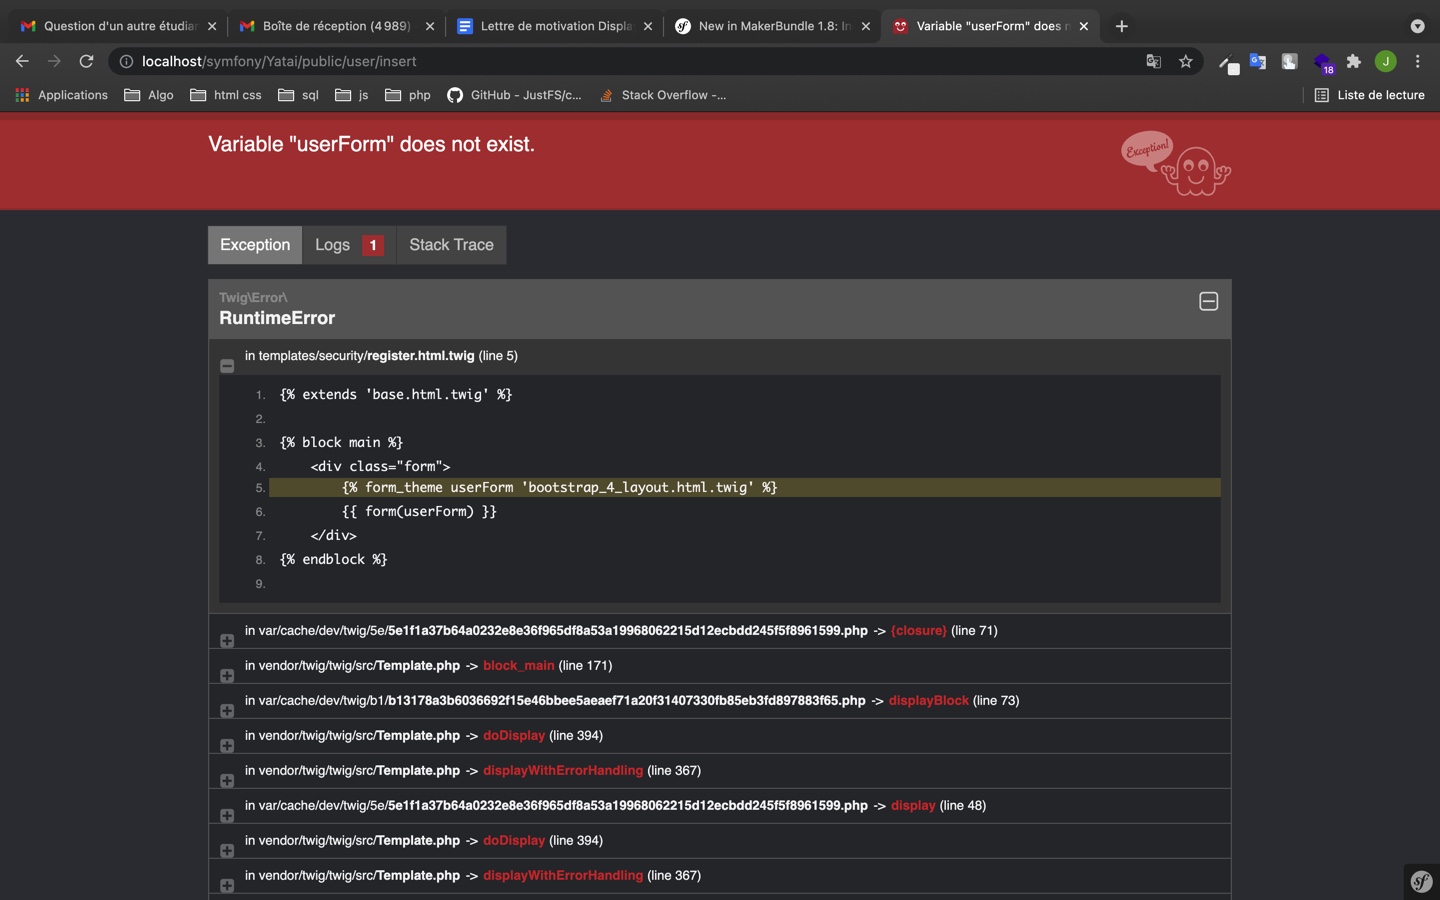 Question d'un autre étudia
Boîte de réception (4 989)
Lettre de motivation Displa
New in MakerBundle 1.8: In
Variable "userForm" does n
localhost/symfony/Yatai/public/user/insert
18
J
Applications
Algo
html css
sql
js
php
GitHub - JustFS/c...
Stack Overflow -...
Liste de lecture
Variable "userForm" does not exist.
Exception!
Exception
Logs 1
Stack Trace
Twig\Error\
RuntimeError
in templates/security/register.html.twig (line 5)
1. {% extends 'base.html.twig' %}
2.
3. {% block main %}
4. <div class="form">
5. {% form_theme userForm 'bootstrap_4_layout.html.twig' %}
6. {{ form(userForm) }}
7. </div>
8. {% endblock %}
9.
in var/cache/dev/twig/5e/5e1f1a37b64a0232e8e36f965df8a53a19968062215d12ecbdd245f5f8961599.php -> {closure} (line 71)
in vendor/twig/twig/src/Template.php -> block_main (line 171)
in var/cache/dev/twig/b1/b13178a3b6036692f15e46bbee5aeaef71a20f31407330fb85eb3fd897883f65.php -> displayBlock (line 73)
in vendor/twig/twig/src/Template.php -> doDisplay (line 394)
in vendor/twig/twig/src/Template.php -> displayWithErrorHandling (line 367)
in var/cache/dev/twig/5e/5e1f1a37b64a0232e8e36f965df8a53a19968062215d12ecbdd245f5f8961599.php -> display (line 48)
in vendor/twig/twig/src/Template.php -> doDisplay (line 394)
in vendor/twig/twig/src/Template.php -> displayWithErrorHandling (line 367)